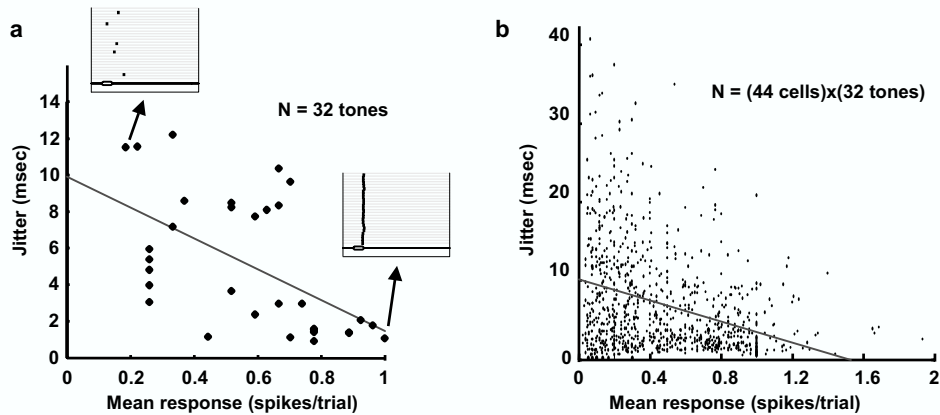 a
N = 32 tones
Jitter (msec)
14
12
10
8
6
4
2
0
0 0.2 0.4 0.6 0.8 1
Mean response (spikes/trial)
b
N = (44 cells)x(32 tones)
Jitter (msec)
40
30
20
10
0
0 0.4 0.8 1.2 1.6 2
Mean response (spikes/trial)